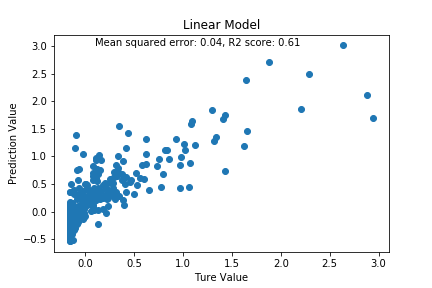 Linear Model
Mean squared error: 0.04, R2 score: 0.61
Prediction Value
3.0
2.5
2.0
1.5
1.0
0.5
0.0
−0.5
0.0 0.5 1.0 1.5 2.0 2.5 3.0
Ture Value